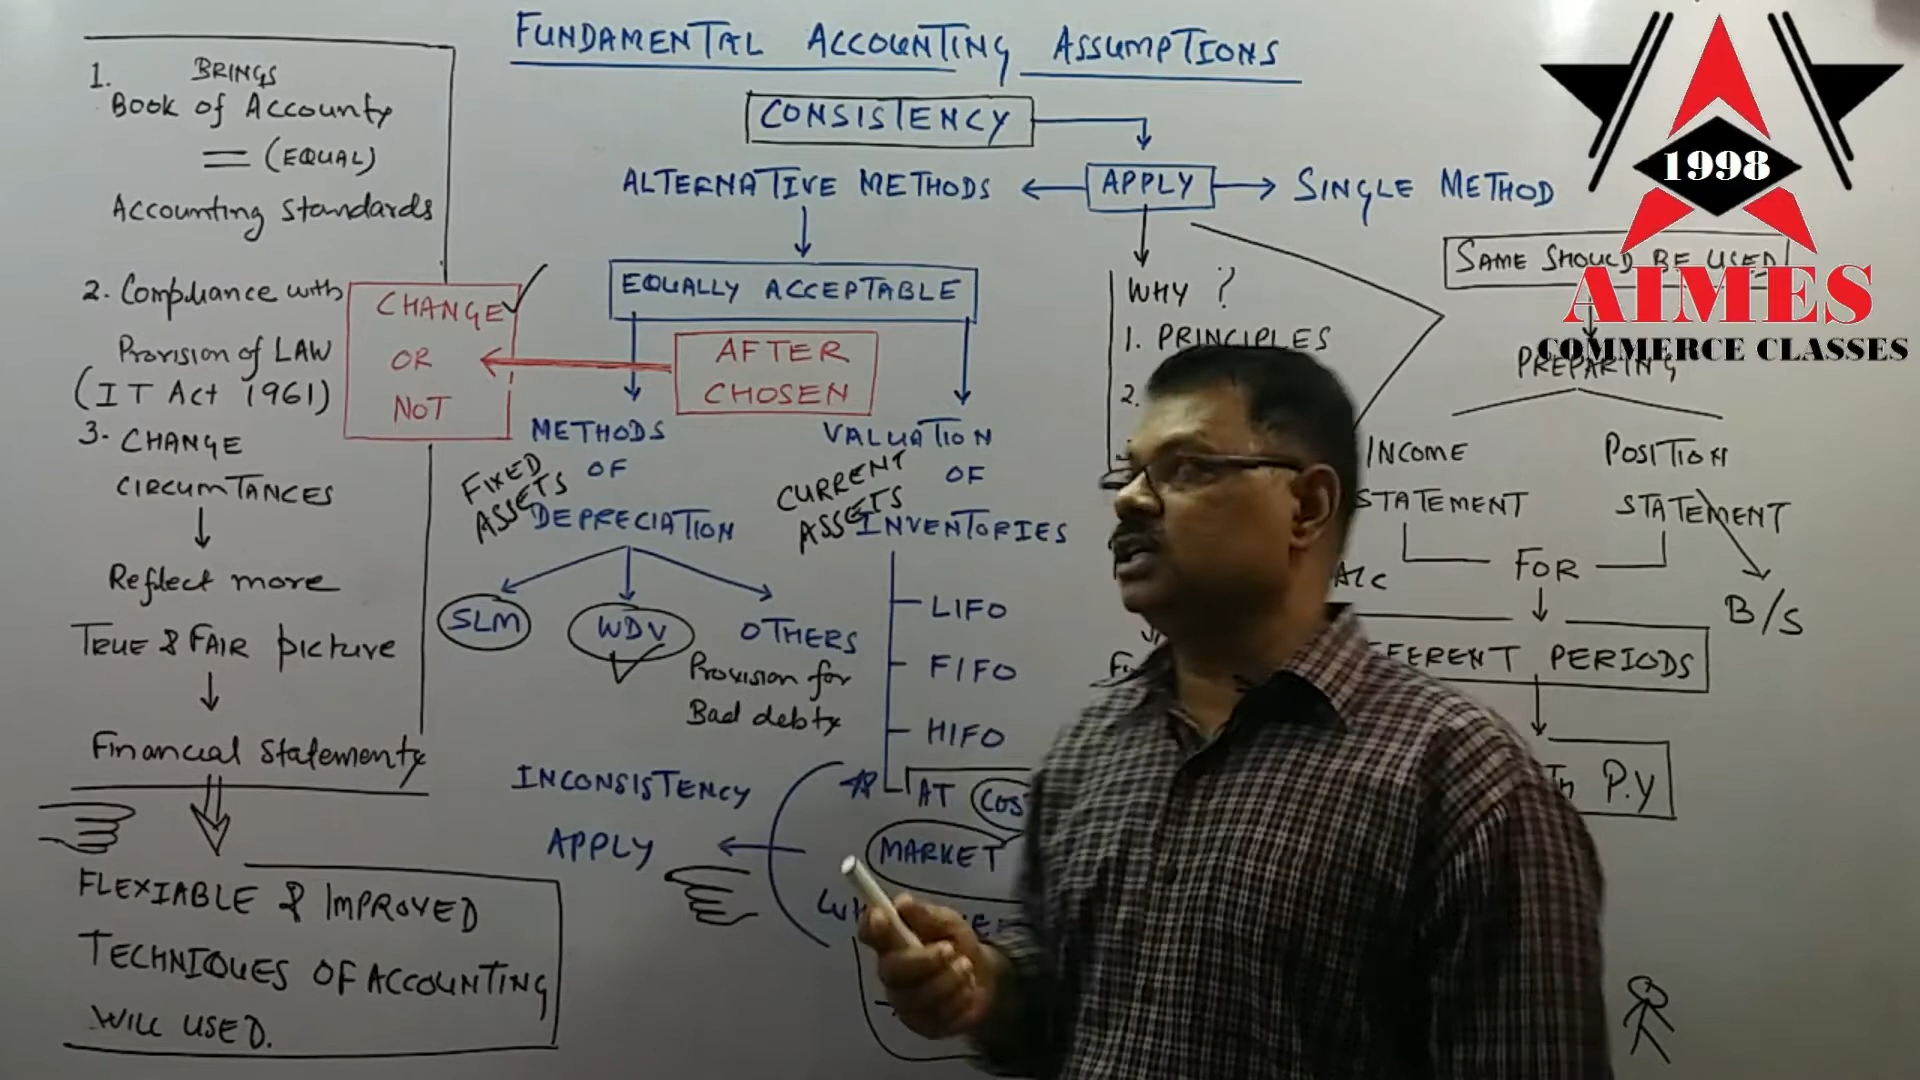 FUNDAMENTAL ACCOUNTING ASSUMPTIONS
CONSISTENCY
ALTERNATIVE METHODS
APPLY
SINGLE METHOD
1.
BRINGS
Book of Accounts
= (EQUAL)
Accounting standards
2. Compliance with
Provision of LAW
(IT Act 1961)
3. CHANGE
CIRCUMTANCES
Reflect more
TRUE & FAIR picture
Financial statements
FLEXIABLE & IMPROVED
TECHNIQUES OF ACCOUNTING
WILL USED.
CHANGE
OR
NOT
EQUALLY ACCEPTABLE
AFTER
CHOSEN
METHODS
OF
DEPRECIATION
FIXED
ASSETS
SLM
WDV
OTHERS
Provision for
Bad debts
VALUATION
OF
INVENTORIES
CURRENT
ASSETS
LIFO
FIFO
HIFO
AT
MARKET
INCONSISTENCY
APPLY
WHY ?
1. PRINCIPLES
2.
SAME SHOULD BE USED
PREPARING
INCOME
STATEMENT
POSITION
STATEMENT
FOR
B/S
PERIODS
P.Y
1998
AIMES
COMMERCE CLASSES